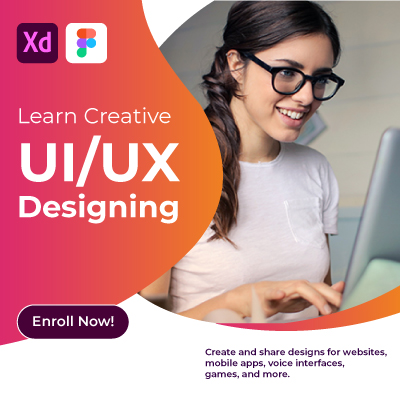 Xd
Learn Creative
UI/UX
Designing
Enroll Now!
Create and share designs for websites,
mobile apps, voice interfaces,
games, and more.